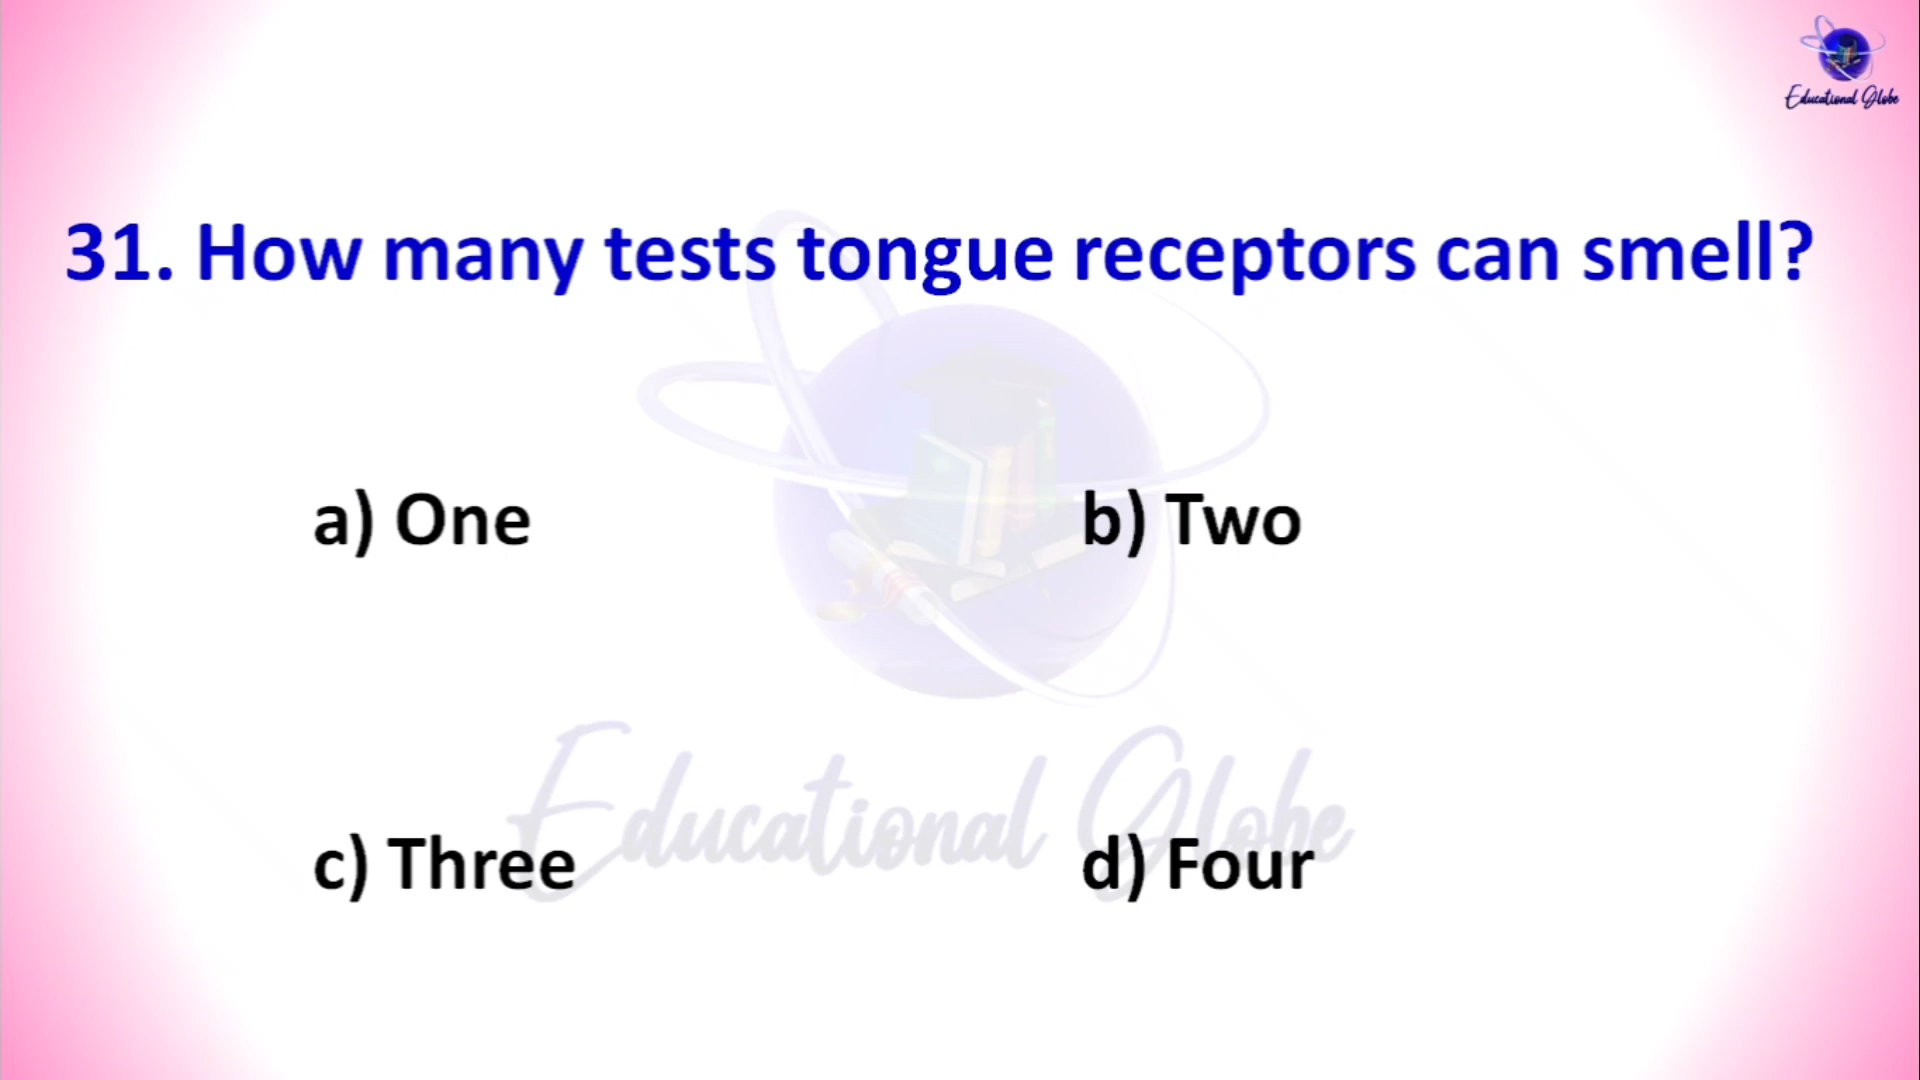 Educational Globe
31. How many tests tongue receptors can smell?
a) One
b) Two
c) Three
d) Four
Educational Globe